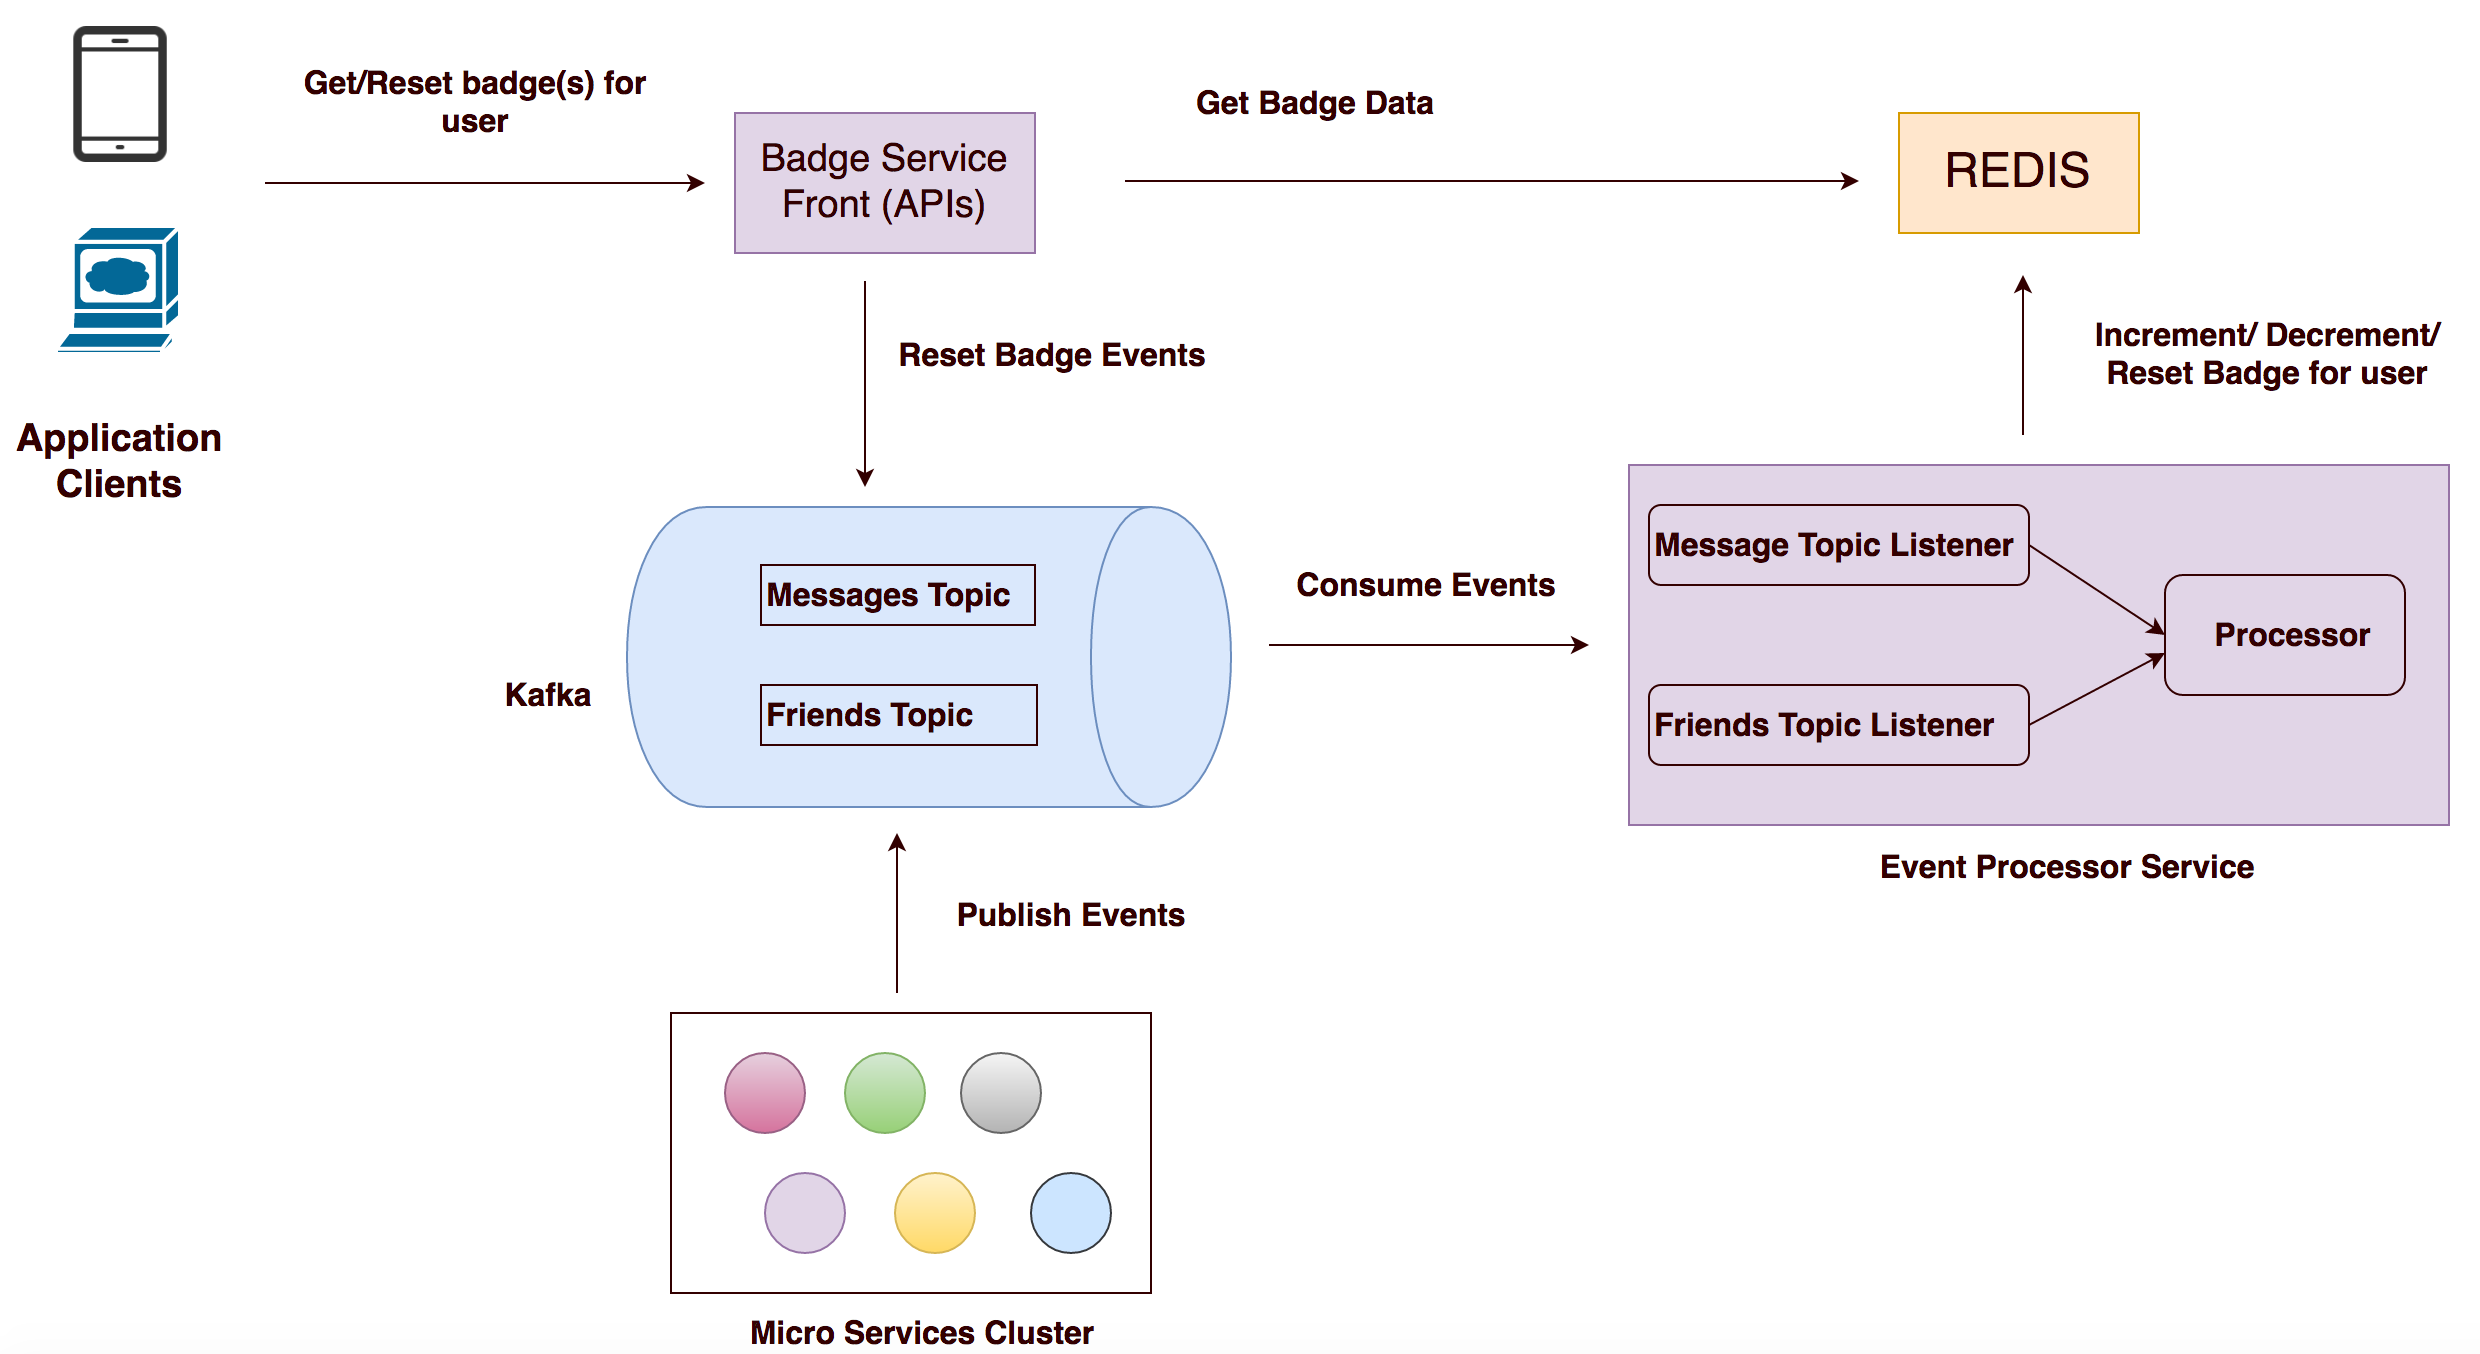 Get/Reset badge(s) for
user
Badge Service
Front (APIs)
Get Badge Data
REDIS
Application
Clients
Reset Badge Events
Increment/ Decrement/
Reset Badge for user
Kafka
Messages Topic
Friends Topic
Consume Events
Message Topic Listener
Friends Topic Listener
Processor
Event Processor Service
Publish Events
Micro Services Cluster